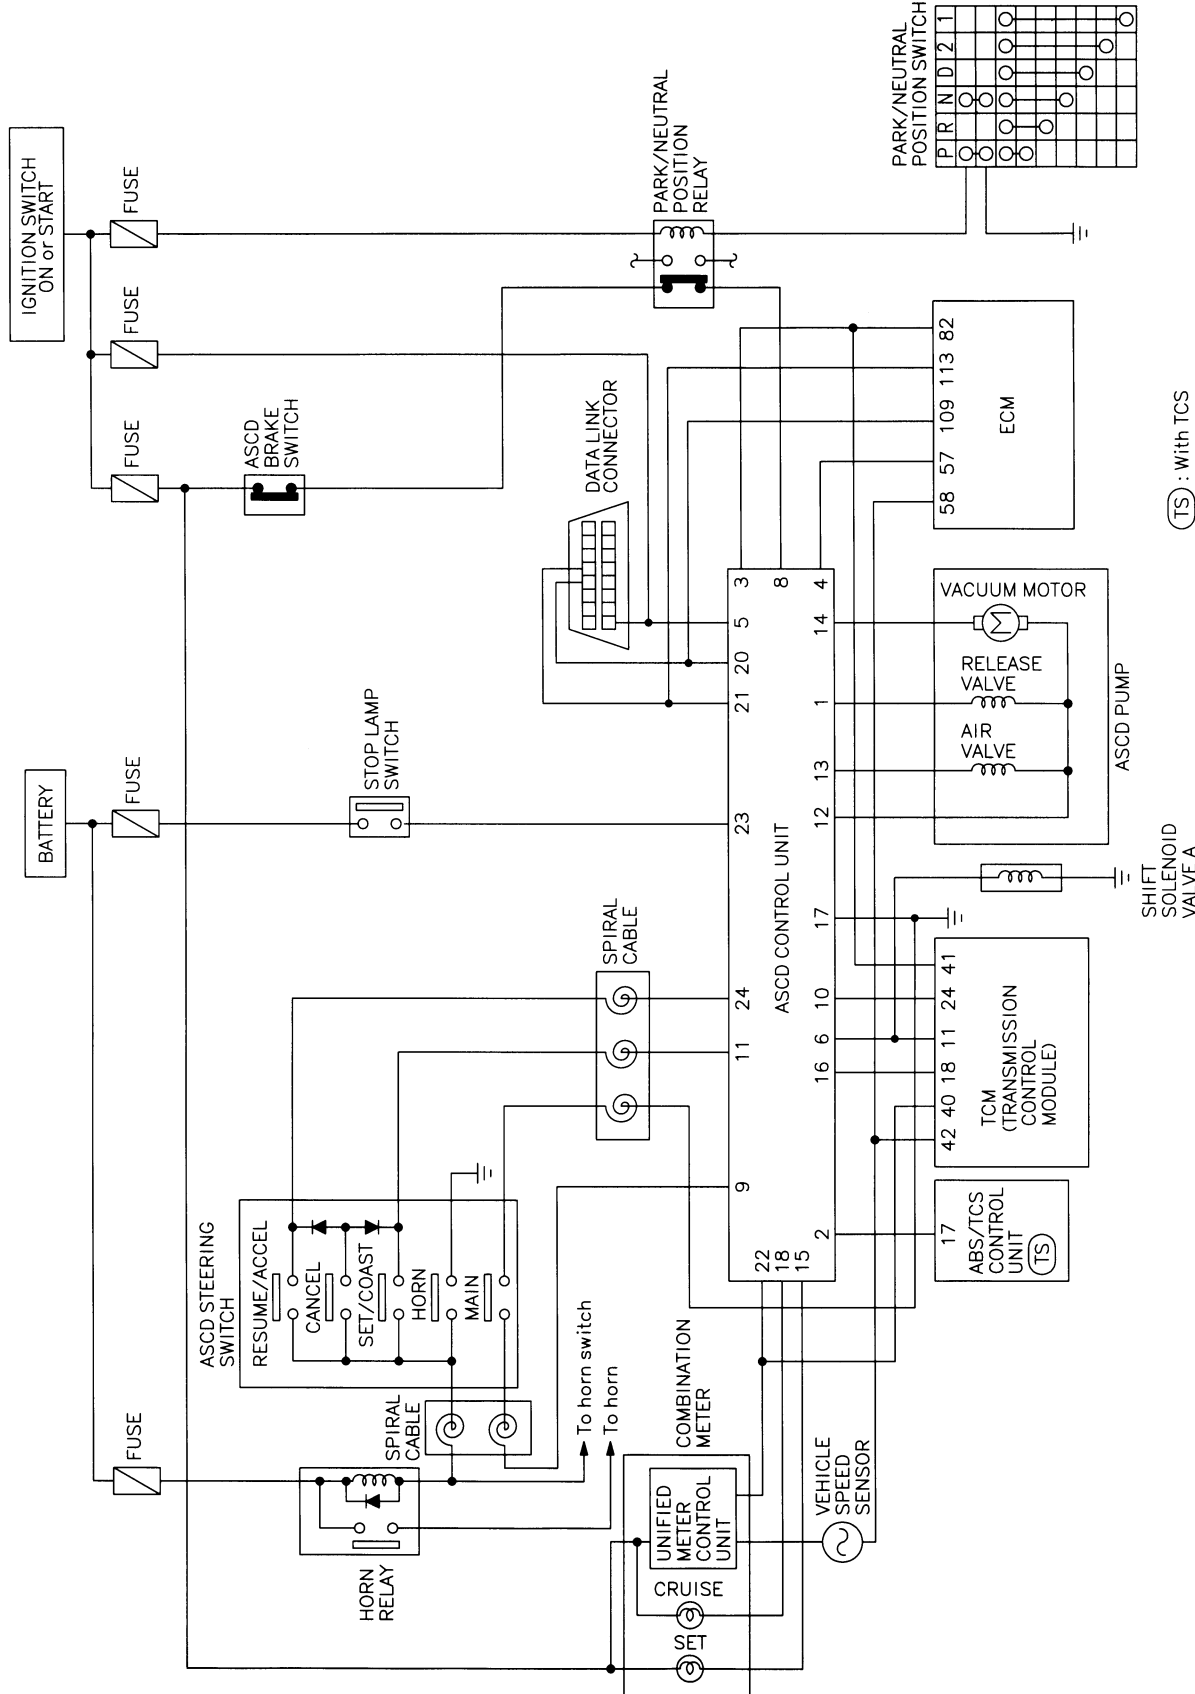 IGNITION SWITCH
ON or START
BATTERY
FUSE
FUSE
FUSE
FUSE
FUSE
ASCD
BRAKE
SWITCH
STOP LAMP
SWITCH
PARK/NEUTRAL
POSITION
RELAY
PARK/NEUTRAL
POSITION SWITCH
P R N D 2 1
DATA LINK
CONNECTOR
ASCD STEERING
SWITCH
RESUME/ACCEL
CANCEL
SET/COAST
HORN
MAIN
HORN
RELAY
SPIRAL
CABLE
SPIRAL
CABLE
To horn switch
To horn
COMBINATION
METER
UNIFIED
METER
CONTROL
UNIT
CRUISE
SET
VEHICLE
SPEED
SENSOR
ASCD CONTROL UNIT
22
18
15
9
11
24
23
21
20
5
3
8
4
2
16
6
10
17
12
13
1
14
ABS/TCS
CONTROL
UNIT
TS
17
TCM
(TRANSMISSION
CONTROL
MODULE)
42 40 18 11 24 41
SHIFT
SOLENOID
VALVE A
ASCD PUMP
AIR
VALVE
RELEASE
VALVE
VACUUM MOTOR
M
ECM
58 57 109 113 82
TS : With TCS